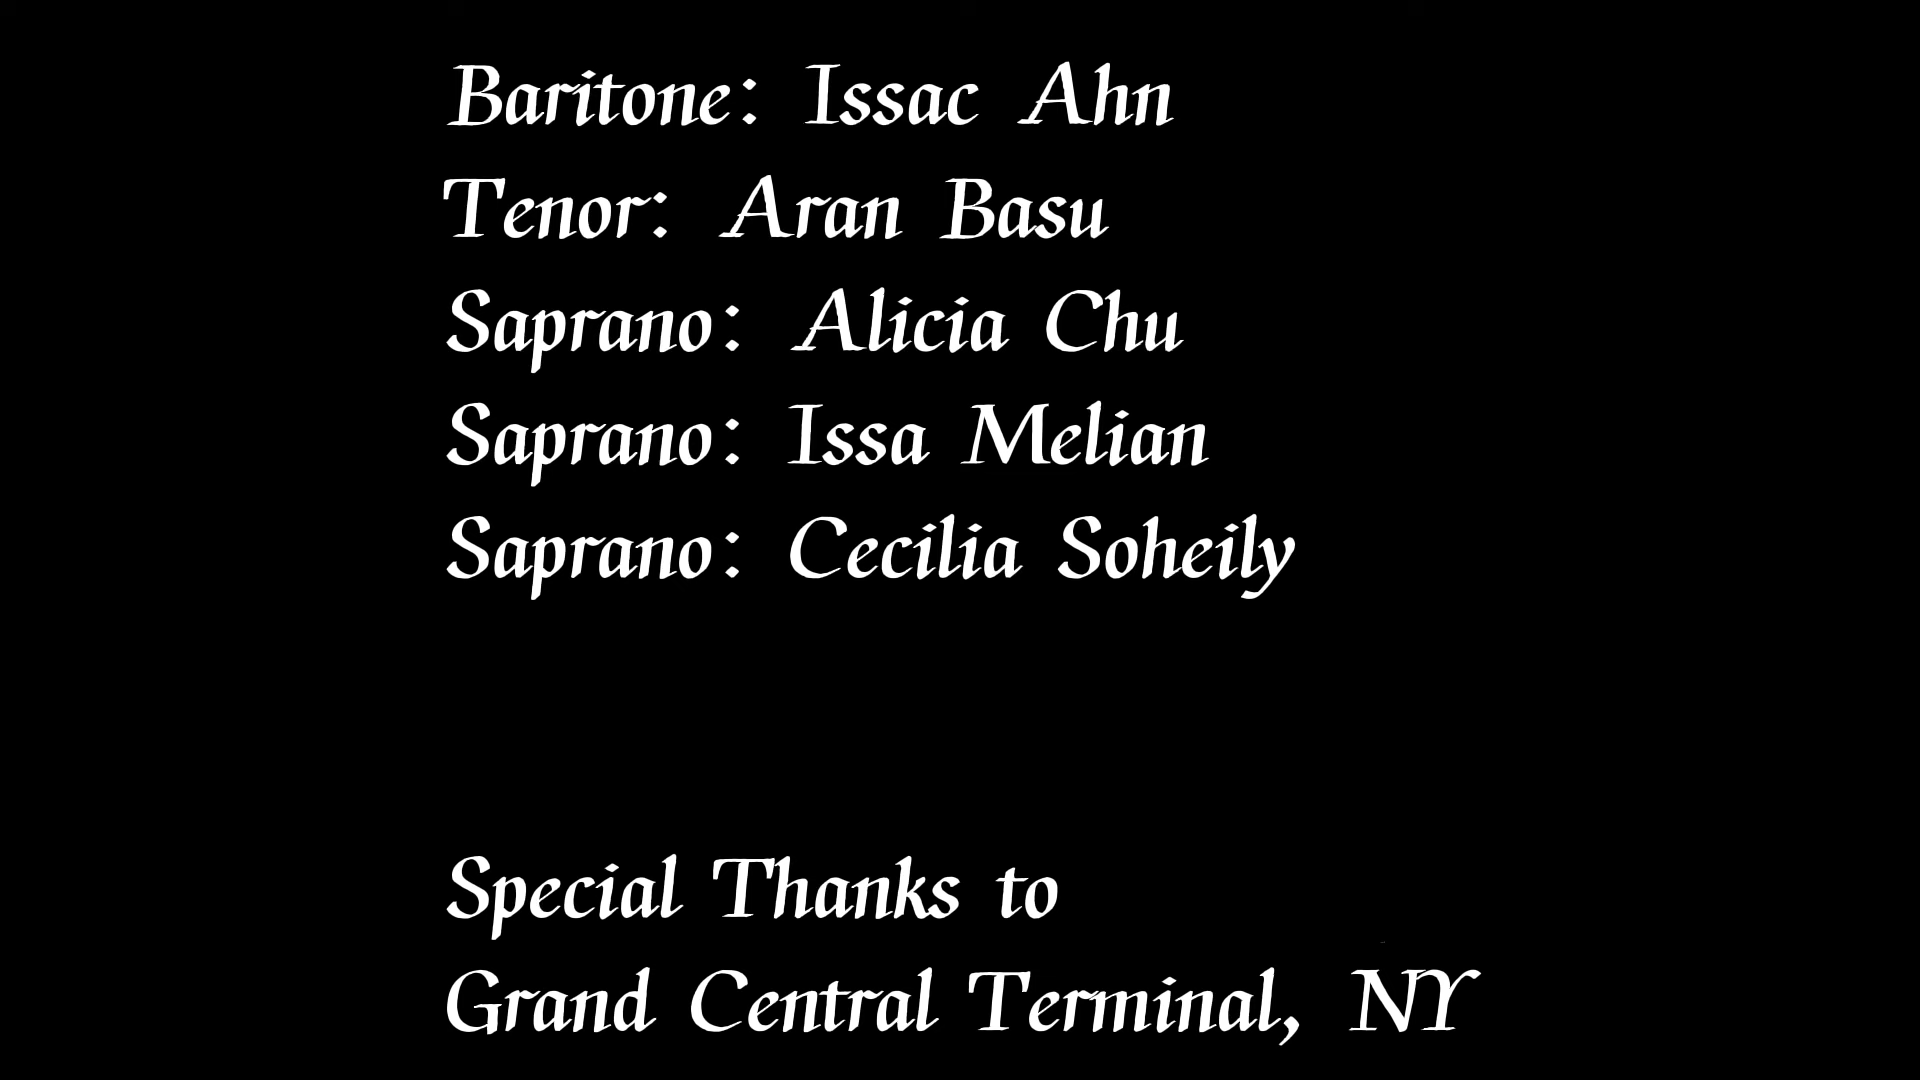 Baritone: Issac Ahn
Tenor: Aran Basu
Saprano: Alicia Chu
Saprano: Issa Melian
Saprano: Cecilia Soheily
Special Thanks to
Grand Central Terminal, NY